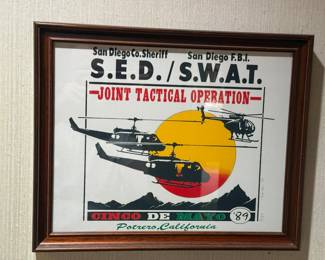 San Diego Co. Sheriff San Diego F.B.I.
S.E.D./S.W.A.T.
JOINT TACTICAL OPERATION
CINCO DE MAYO '89
Potrero, California